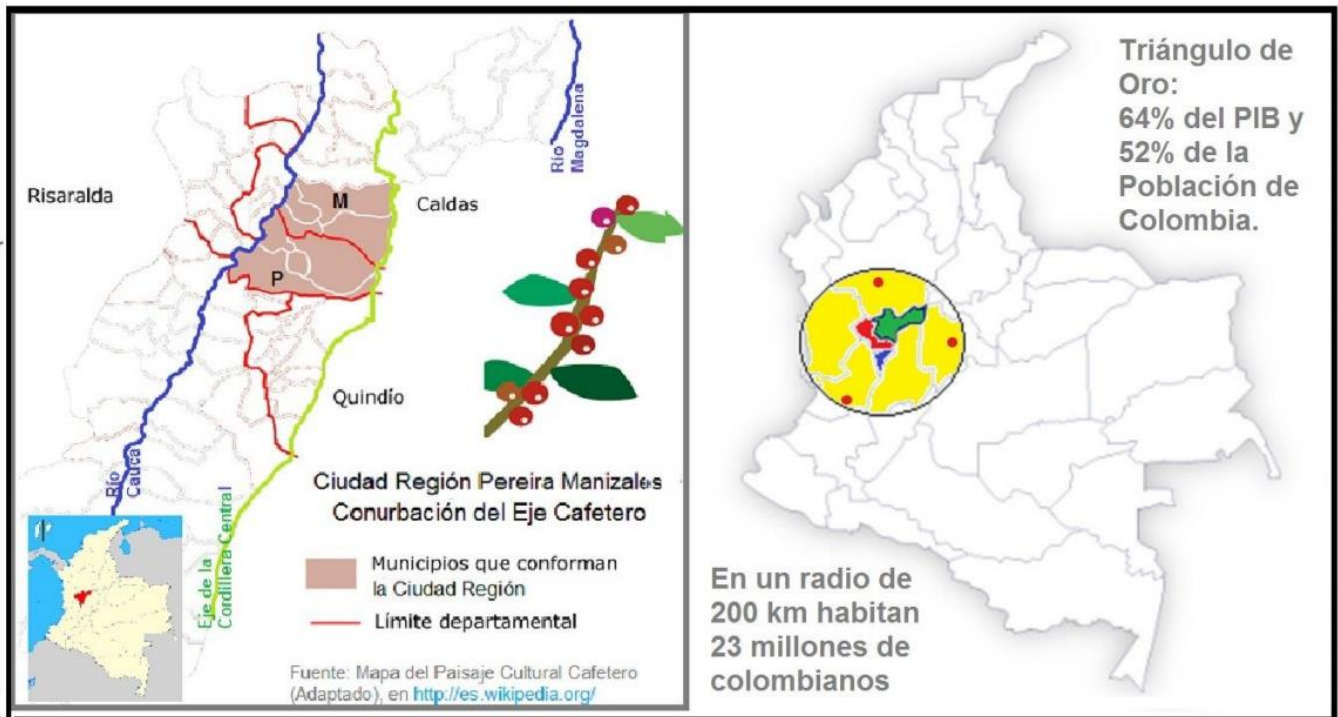 Risaralda
M
Caldas
P
Río
Magdalena
Quindío
Río
Cauca
Eje de la
Cordillera Central
Ciudad Región Pereira Manizales
Conurbación del Eje Cafetero
Municipios que conforman
la Ciudad Región
Límite departamental
Fuente: Mapa del Paisaje Cultural Cafetero
(Adaptado), en http://es.wikipedia.org/
Triángulo de
Oro:
64% del PIB y
52% de la
Población de
Colombia.
En un radio de
200 km habitan
23 millones de
colombianos